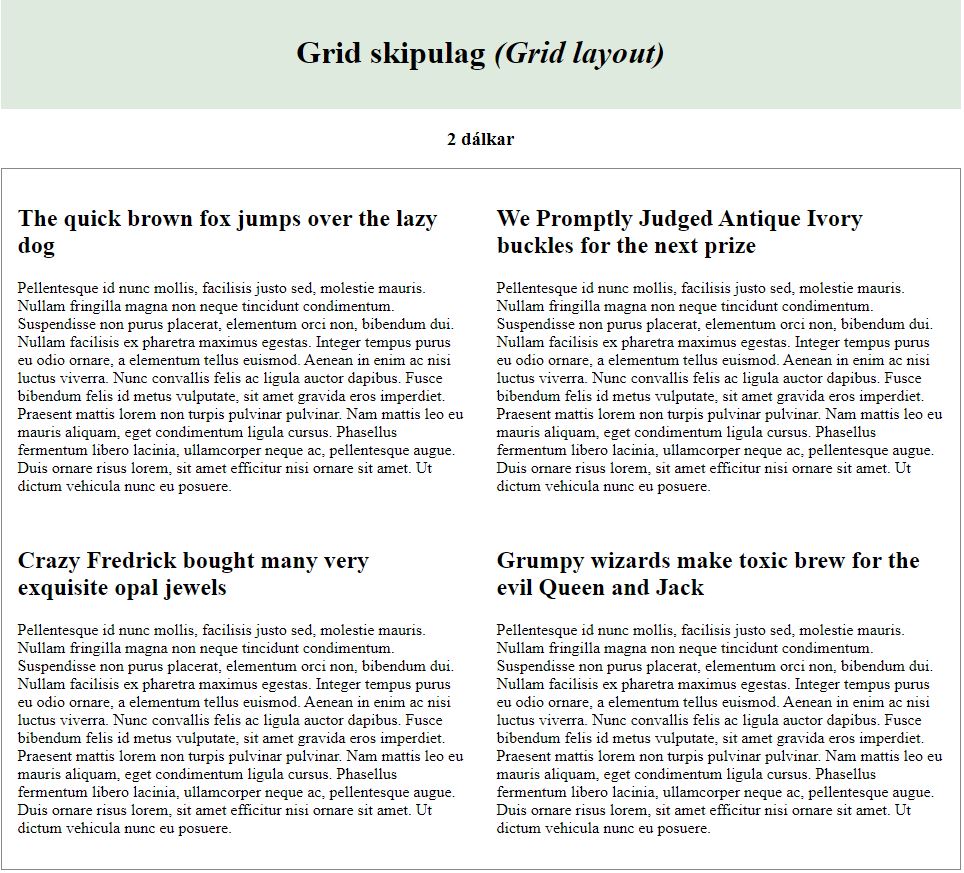 Grid skipulag (Grid layout)
2 dálkar
The quick brown fox jumps over the lazy
dog
Pellentesque id nunc mollis, facilisis justo sed, molestie mauris.
Nullam fringilla magna non neque tincidunt condimentum.
Suspendisse non purus placerat, elementum orci non, bibendum dui.
Nullam facilisis ex pharetra maximus egestas. Integer tempus purus
eu odio ornare, a elementum tellus euismod. Aenean in enim ac nisi
luctus viverra. Nunc convallis felis ac ligula auctor dapibus. Fusce
bibendum felis id metus vulputate, sit amet gravida eros imperdiet.
Praesent mattis lorem non turpis pulvinar pulvinar. Nam mattis leo eu
mauris aliquam, eget condimentum ligula cursus. Phasellus
fermentum libero lacinia, ullamcorper neque ac, pellentesque augue.
Duis ornare risus lorem, sit amet efficitur nisi ornare sit amet. Ut
dictum vehicula nunc eu posuere.
We Promptly Judged Antique Ivory
buckles for the next prize
Pellentesque id nunc mollis, facilisis justo sed, molestie mauris.
Nullam fringilla magna non neque tincidunt condimentum.
Suspendisse non purus placerat, elementum orci non, bibendum dui.
Nullam facilisis ex pharetra maximus egestas. Integer tempus purus
eu odio ornare, a elementum tellus euismod. Aenean in enim ac nisi
luctus viverra. Nunc convallis felis ac ligula auctor dapibus. Fusce
bibendum felis id metus vulputate, sit amet gravida eros imperdiet.
Praesent mattis lorem non turpis pulvinar pulvinar. Nam mattis leo eu
mauris aliquam, eget condimentum ligula cursus. Phasellus
fermentum libero lacinia, ullamcorper neque ac, pellentesque augue.
Duis ornare risus lorem, sit amet efficitur nisi ornare sit amet. Ut
dictum vehicula nunc eu posuere.
Crazy Fredrick bought many very
exquisite opal jewels
Pellentesque id nunc mollis, facilisis justo sed, molestie mauris.
Nullam fringilla magna non neque tincidunt condimentum.
Suspendisse non purus placerat, elementum orci non, bibendum dui.
Nullam facilisis ex pharetra maximus egestas. Integer tempus purus
eu odio ornare, a elementum tellus euismod. Aenean in enim ac nisi
luctus viverra. Nunc convallis felis ac ligula auctor dapibus. Fusce
bibendum felis id metus vulputate, sit amet gravida eros imperdiet.
Praesent mattis lorem non turpis pulvinar pulvinar. Nam mattis leo eu
mauris aliquam, eget condimentum ligula cursus. Phasellus
fermentum libero lacinia, ullamcorper neque ac, pellentesque augue.
Duis ornare risus lorem, sit amet efficitur nisi ornare sit amet. Ut
dictum vehicula nunc eu posuere.
Grumpy wizards make toxic brew for the
evil Queen and Jack
Pellentesque id nunc mollis, facilisis justo sed, molestie mauris.
Nullam fringilla magna non neque tincidunt condimentum.
Suspendisse non purus placerat, elementum orci non, bibendum dui.
Nullam facilisis ex pharetra maximus egestas. Integer tempus purus
eu odio ornare, a elementum tellus euismod. Aenean in enim ac nisi
luctus viverra. Nunc convallis felis ac ligula auctor dapibus. Fusce
bibendum felis id metus vulputate, sit amet gravida eros imperdiet.
Praesent mattis lorem non turpis pulvinar pulvinar. Nam mattis leo eu
mauris aliquam, eget condimentum ligula cursus. Phasellus
fermentum libero lacinia, ullamcorper neque ac, pellentesque augue.
Duis ornare risus lorem, sit amet efficitur nisi ornare sit amet. Ut
dictum vehicula nunc eu posuere.